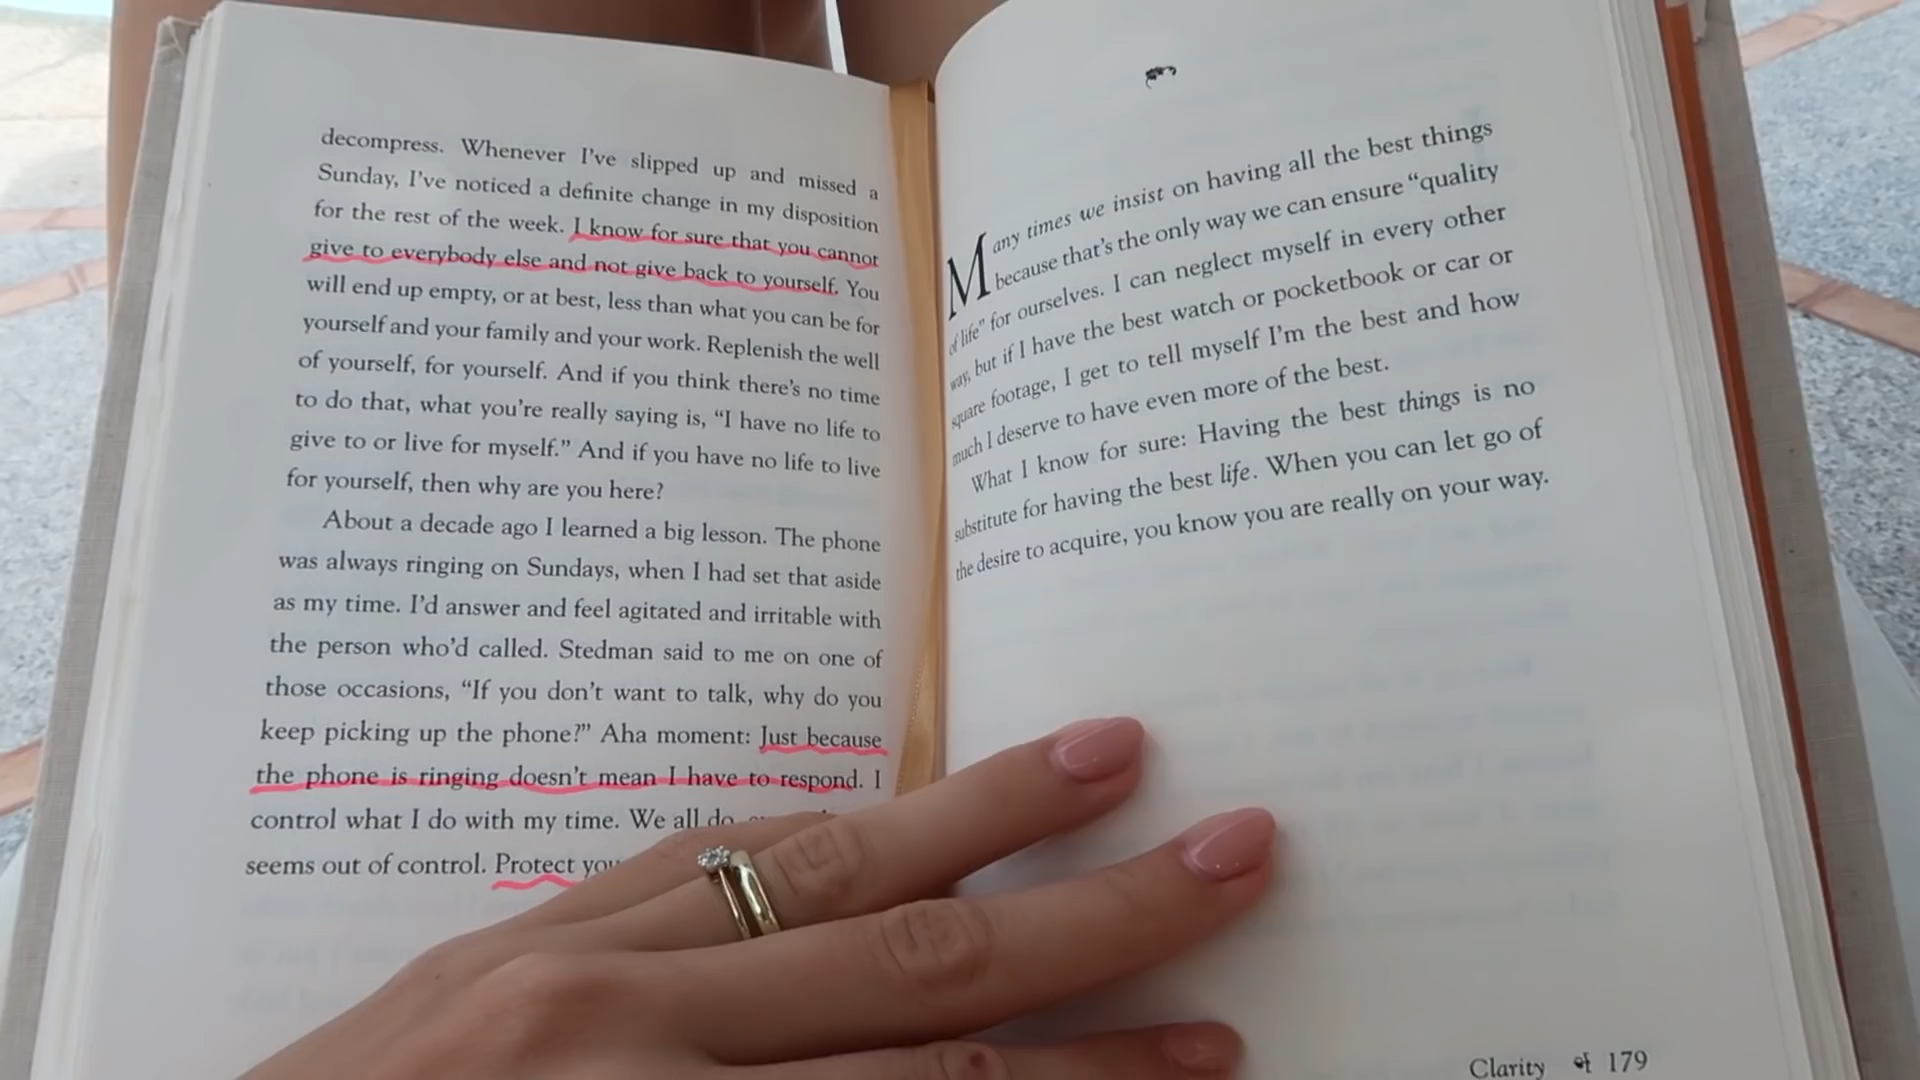 decompress. Whenever I've slipped up and missed a
Sunday, I've noticed a definite change in my disposition
for the rest of the week. I know for sure that you cannot
give to everybody else and not give back to yourself. You
will end up empty, or at best, less than what you can be for
yourself and your family and your work. Replenish the well
of yourself, for yourself. And if you think there's no time
to do that, what you're really saying is, “I have no life to
give to or live for myself.” And if you have no life to live
for yourself, then why are you here?
About a decade ago I learned a big lesson. The phone
was always ringing on Sundays, when I had set that aside
as my time. I'd answer and feel agitated and irritable with
the person who'd called. Stedman said to me on one of
those occasions, “If you don't want to talk, why do you
keep picking up the phone?” Aha moment: Just because
the phone is ringing doesn't mean I have to respond. I
control what I do with my time. We all do
seems out of control. Protect
Many times we insist on having all the best things
because that's the only way we can ensure “quality
of life” for ourselves. I can neglect myself in every other
way, but if I have the best watch or pocketbook or car or
square footage, I get to tell myself I'm the best and how
much I deserve to have even more of the best.
What I know for sure: Having the best things is no
substitute for having the best life. When you can let go of
the desire to acquire, you know you are really on your way.
Clarity 179